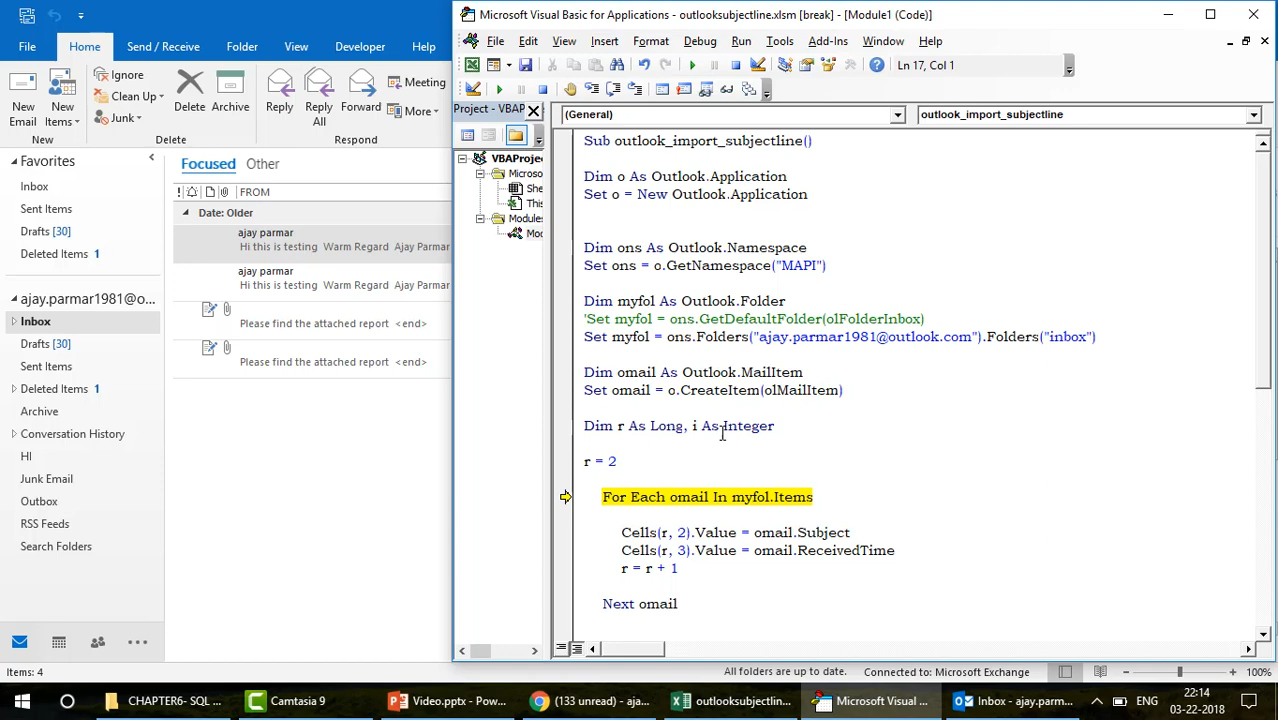 Microsoft Visual Basic for Applications - outlooksubjectline.xlsm [break] - [Module1 (Code)]
File Home Send / Receive Folder View Developer Help
File Edit View Insert Format Debug Run Tools Add-Ins Window Help
Ln 17, Col 1
New Email
New Items
Ignore
Clean Up
Junk
Delete
Archive
Reply
Reply All
Forward
Meeting
More
New
Delete
Respond
Favorites
Inbox
Sent Items
Drafts [30]
Deleted Items 1
ajay.parmar1981@o...
Inbox
Drafts [30]
Sent Items
Deleted Items 1
Archive
Conversation History
HI
Junk Email
Outbox
RSS Feeds
Search Folders
Focused Other
! FROM
Date: Older
ajay parmar
Hi this is testing Warm Regard Ajay Parmar
ajay parmar
Hi this is testing Warm Regard Ajay Parmar
Please find the attached report <end>
Please find the attached report <end>
Project - VBAP
VBAProje
Microso
She
This
Modules
Mod
(General)
outlook_import_subjectline
Sub outlook_import_subjectline()
Dim o As Outlook.Application
Set o = New Outlook.Application
Dim ons As Outlook.Namespace
Set ons = o.GetNamespace("MAPI")
Dim myfol As Outlook.Folder
'Set myfol = ons.GetDefaultFolder(olFolderInbox)
Set myfol = ons.Folders("ajay.parmar1981@outlook.com").Folders("inbox")
Dim omail As Outlook.MailItem
Set omail = o.CreateItem(olMailItem)
Dim r As Long, i As Integer
r = 2
For Each omail In myfol.Items
Cells(r, 2).Value = omail.Subject
Cells(r, 3).Value = omail.ReceivedTime
r = r + 1
Next omail
Items: 4
All folders are up to date.
Connected to: Microsoft Exchange
100%
CHAPTER6- SQL ...
Camtasia 9
Video.pptx - Pow...
(133 unread) - aja...
outlooksubjectlin...
Microsoft Visual ...
Inbox - ajay.parm...
ENG
22:14
03-22-2018